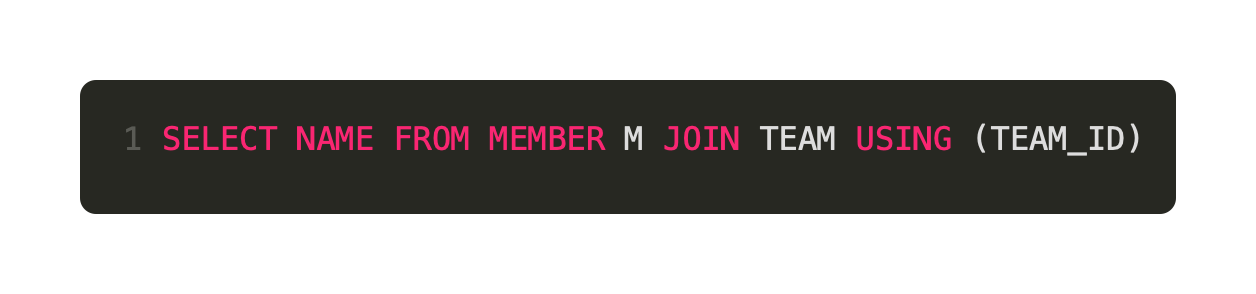 1 SELECT NAME FROM MEMBER M JOIN TEAM USING (TEAM_ID)